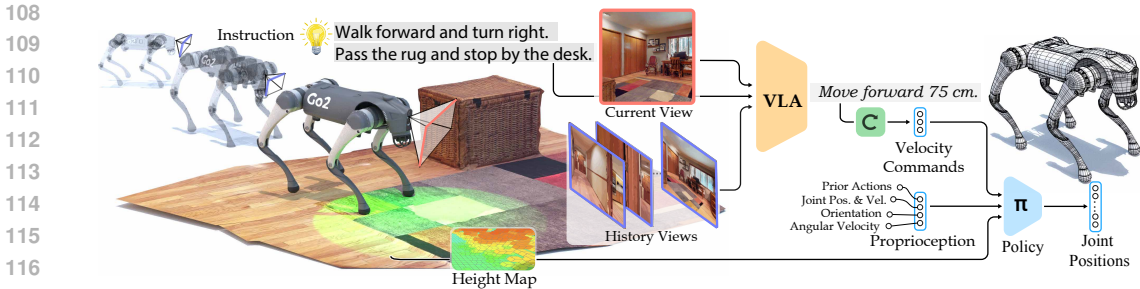 108
109
110
111
112
113
114
115
116
Instruction
Walk forward and turn right.
Pass the rug and stop by the desk.
Go2
Go2
Go2
Current View
History Views
Height Map
VLA
Move forward 75 cm.
Velocity
Commands
Prior Actions
Joint Pos. & Vel.
Orientation
Angular Velocity
Proprioception
π
Policy
Joint
Positions